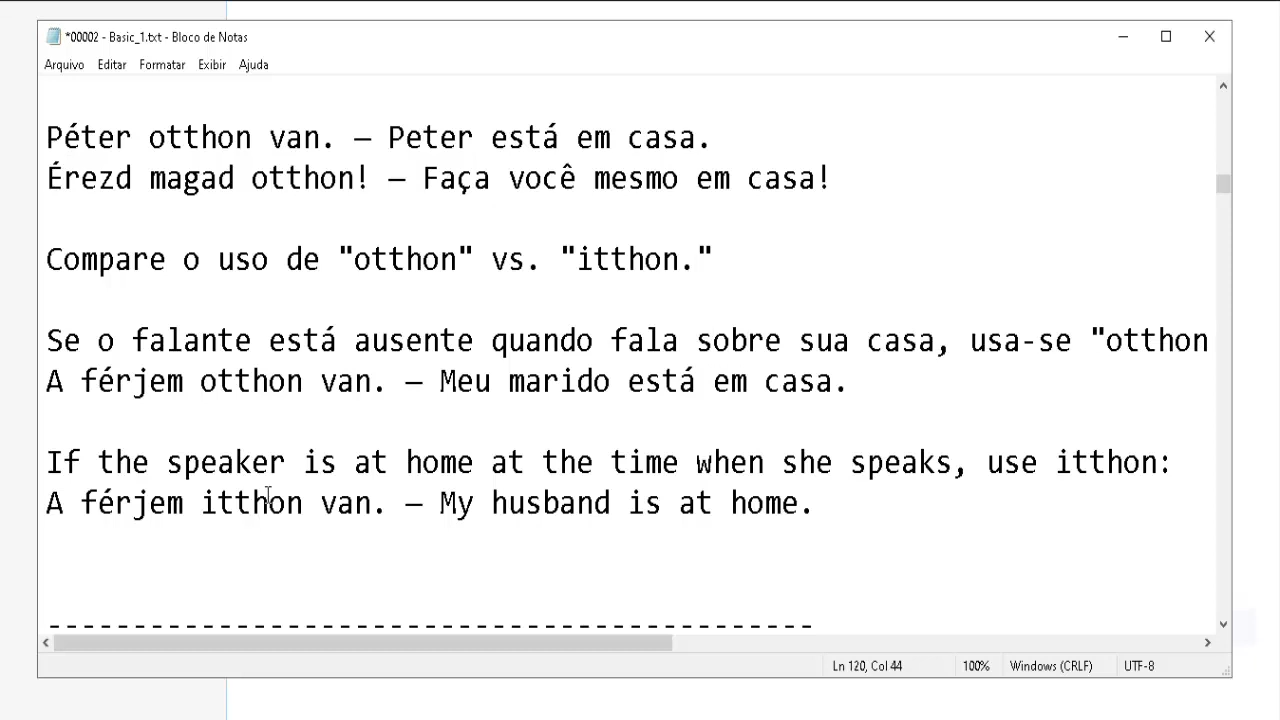 *00002 - Basic_1.txt - Bloco de Notas
Arquivo Editar Formatar Exibir Ajuda
Péter otthon van. — Peter está em casa.
Érezd magad otthon! — Faça você mesmo em casa!
Compare o uso de "otthon" vs. "itthon."
Se o falante está ausente quando fala sobre sua casa, usa-se "otthon
A férjem otthon van. — Meu marido está em casa.
If the speaker is at home at the time when she speaks, use itthon:
A férjem itthon van. — My husband is at home.
---------------------------------------------
Ln 120, Col 44 100% Windows (CRLF) UTF-8